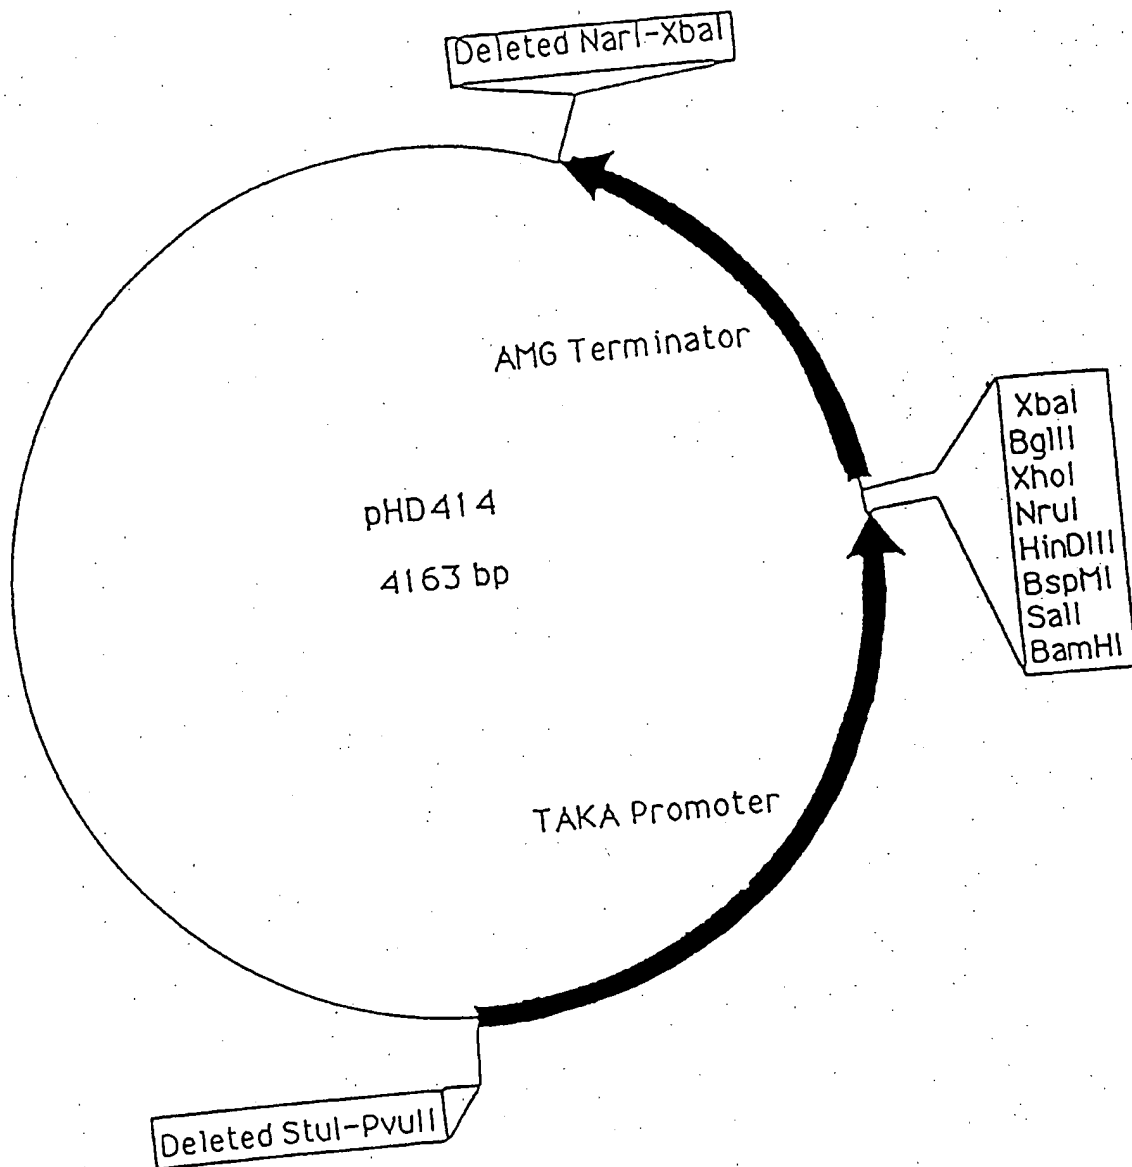 Deleted NarI-XbaI
AMG Terminator
XbaI
BglII
XhoI
NruI
HinDIII
BspMI
SalI
BamHI
pHD414
4163 bp
TAKA Promoter
Deleted StuI-PvuII